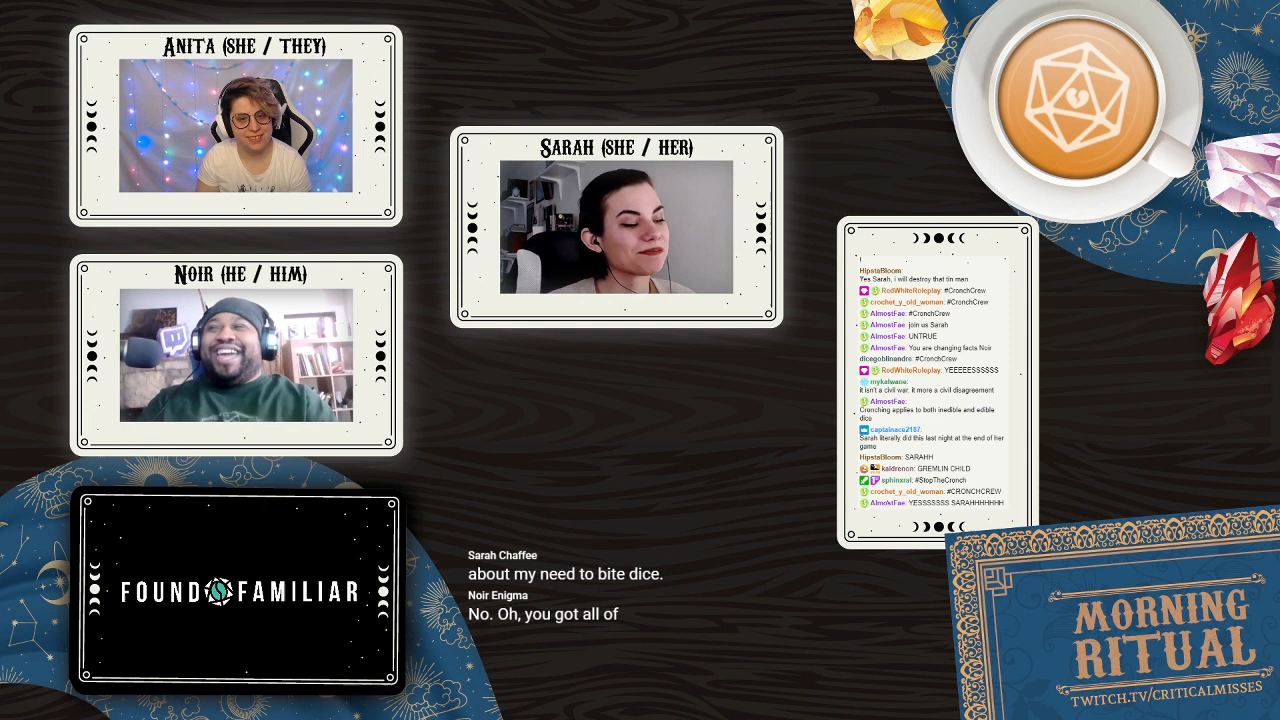 ANITA (SHE / THEY)
SARAH (SHE / HER)
NOIR (HE / HIM)
HipstaBloom:
Yes Sarah, i will destroy that tin man
RedWhiteRoleplay: #CronchCrew
crochet_y_old_woman: #CronchCrew
AlmostFae: #CronchCrew
AlmostFae: join us Sarah
AlmostFae: UNTRUE
AlmostFae: You are changing facts Noir
dicegoblinandre: #CronchCrew
RedWhiteRoleplay: YEEEEESSSSSS
mykalwane:
it isn't a civil war. it more a civil disagreement
AlmostFae:
Cronching applies to both inedible and edible
dice
captainace2187:
Sarah literally did this last night at the end of her
game
HipstaBloom: SARAHH
kaldrenon: GREMLIN CHILD
sphinxral: #StopTheCronch
crochet_y_old_woman: #CRONCHCREW
AlmostFae: YESSSSSSS SARAHHHHHHH
FOUND FAMILIAR
Sarah Chaffee
about my need to bite dice.
Noir Enigma
No. Oh, you got all of
MORNING
RITUAL
TWITCH.TV/CRITICALMISSES